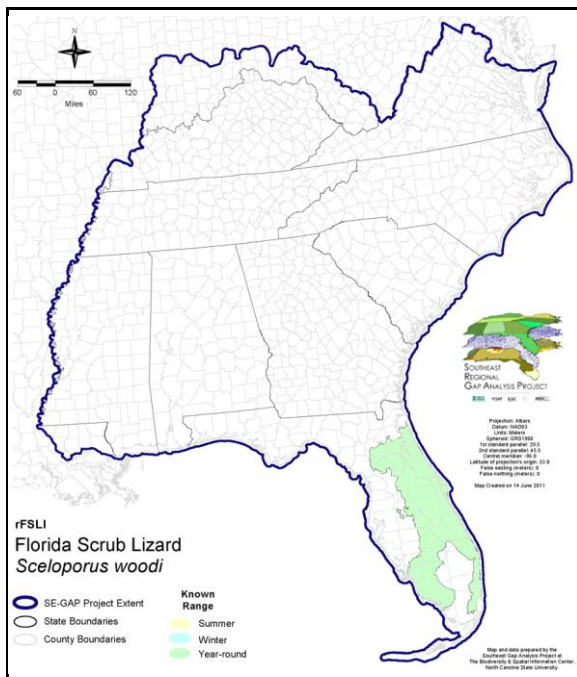 N
60 0 60 120
Miles
SOUTHEAST
REGIONAL
GAP ANALYSIS PROJECT
Projection: Albers
Datum: NAD83
Units: Meters
Spheroid: GRS1980
1st standard parallel: 29.5
2nd standard parallel: 45.5
Central meridian: -96.0
Latitude of projection's origin: 23.0
False easting (meters): 0
False northing (meters): 0
Map Created on 14 June 2011
rFSLI
Florida Scrub Lizard
Sceloporus woodi
SE-GAP Project Extent
State Boundaries
County Boundaries
Known
Range
Summer
Winter
Year-round
Map and data prepared by the
Southeast Gap Analysis Project at
The Biodiversity & Spatial Information Center,
North Carolina State University.